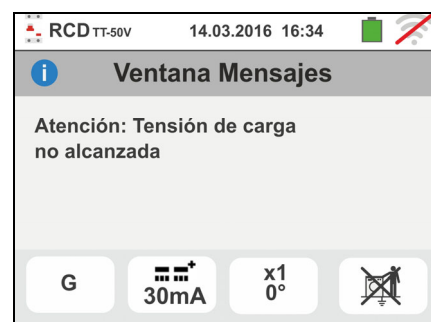 RCD TT-50V 14.03.2016 16:34
i Ventana Mensajes
Atención: Tensión de carga
no alcanzada
G 30mA x1 0°